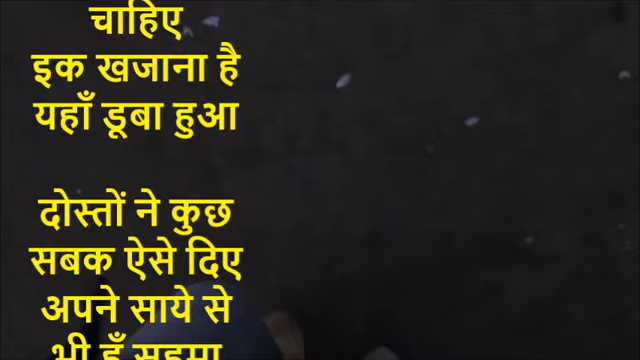 चाहिए
इक खजाना है
यहाँ डूबा हुआ
दोस्तों ने कुछ
सबक ऐसे दिए
अपने साये से
भी हूँ सहमा